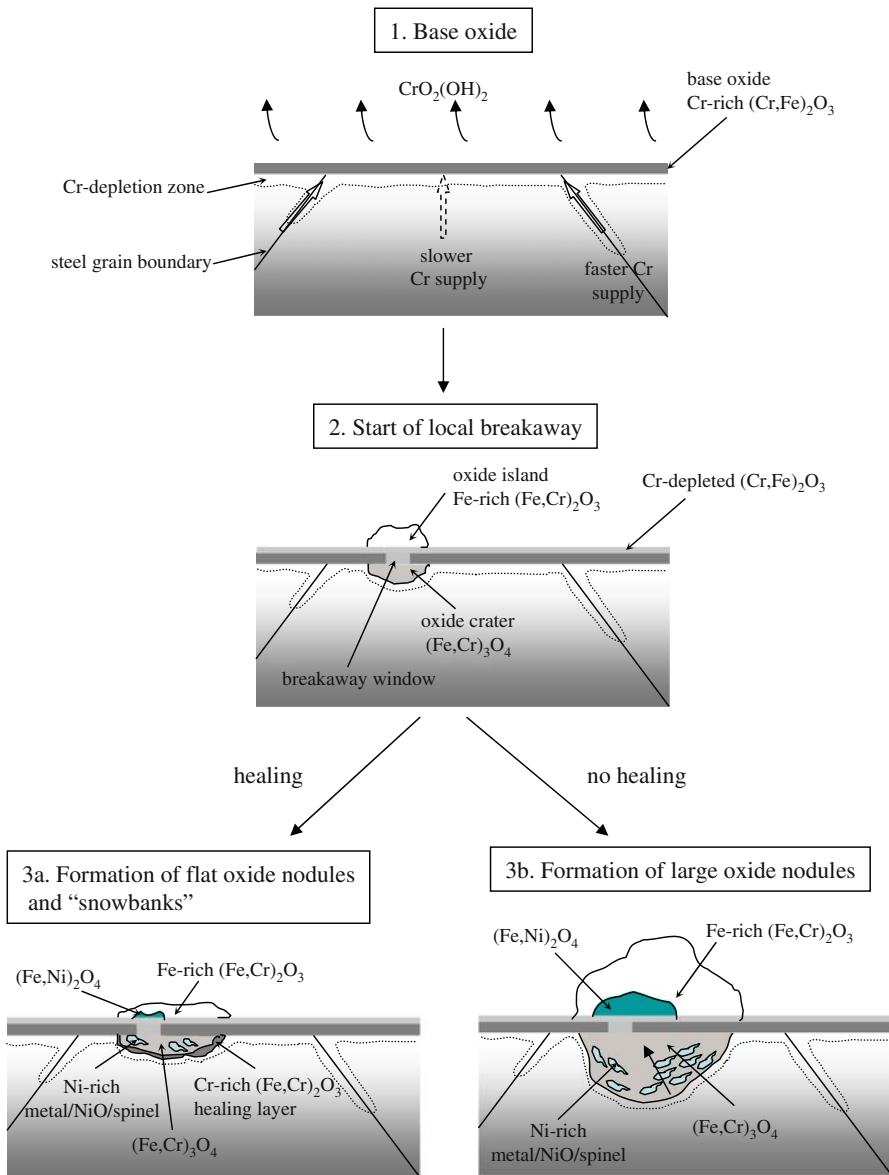 1. Base oxide
CrO₂(OH)₂
base oxide
Cr-rich (Cr,Fe)₂O₃
Cr-depletion zone
steel grain boundary
slower
Cr supply
faster Cr
supply
2. Start of local breakaway
oxide island
Fe-rich (Fe,Cr)₂O₃
Cr-depleted (Cr,Fe)₂O₃
oxide crater
(Fe,Cr)₃O₄
breakaway window
healing
no healing
3a. Formation of flat oxide nodules
and “snowbanks”
(Fe,Ni)₂O₄
Fe-rich (Fe,Cr)₂O₃
Ni-rich
metal/NiO/spinel
Cr-rich (Fe,Cr)₂O₃
healing layer
(Fe,Cr)₃O₄
3b. Formation of large oxide nodules
(Fe,Ni)₂O₄
Fe-rich (Fe,Cr)₂O₃
Ni-rich
metal/NiO/spinel
(Fe,Cr)₃O₄